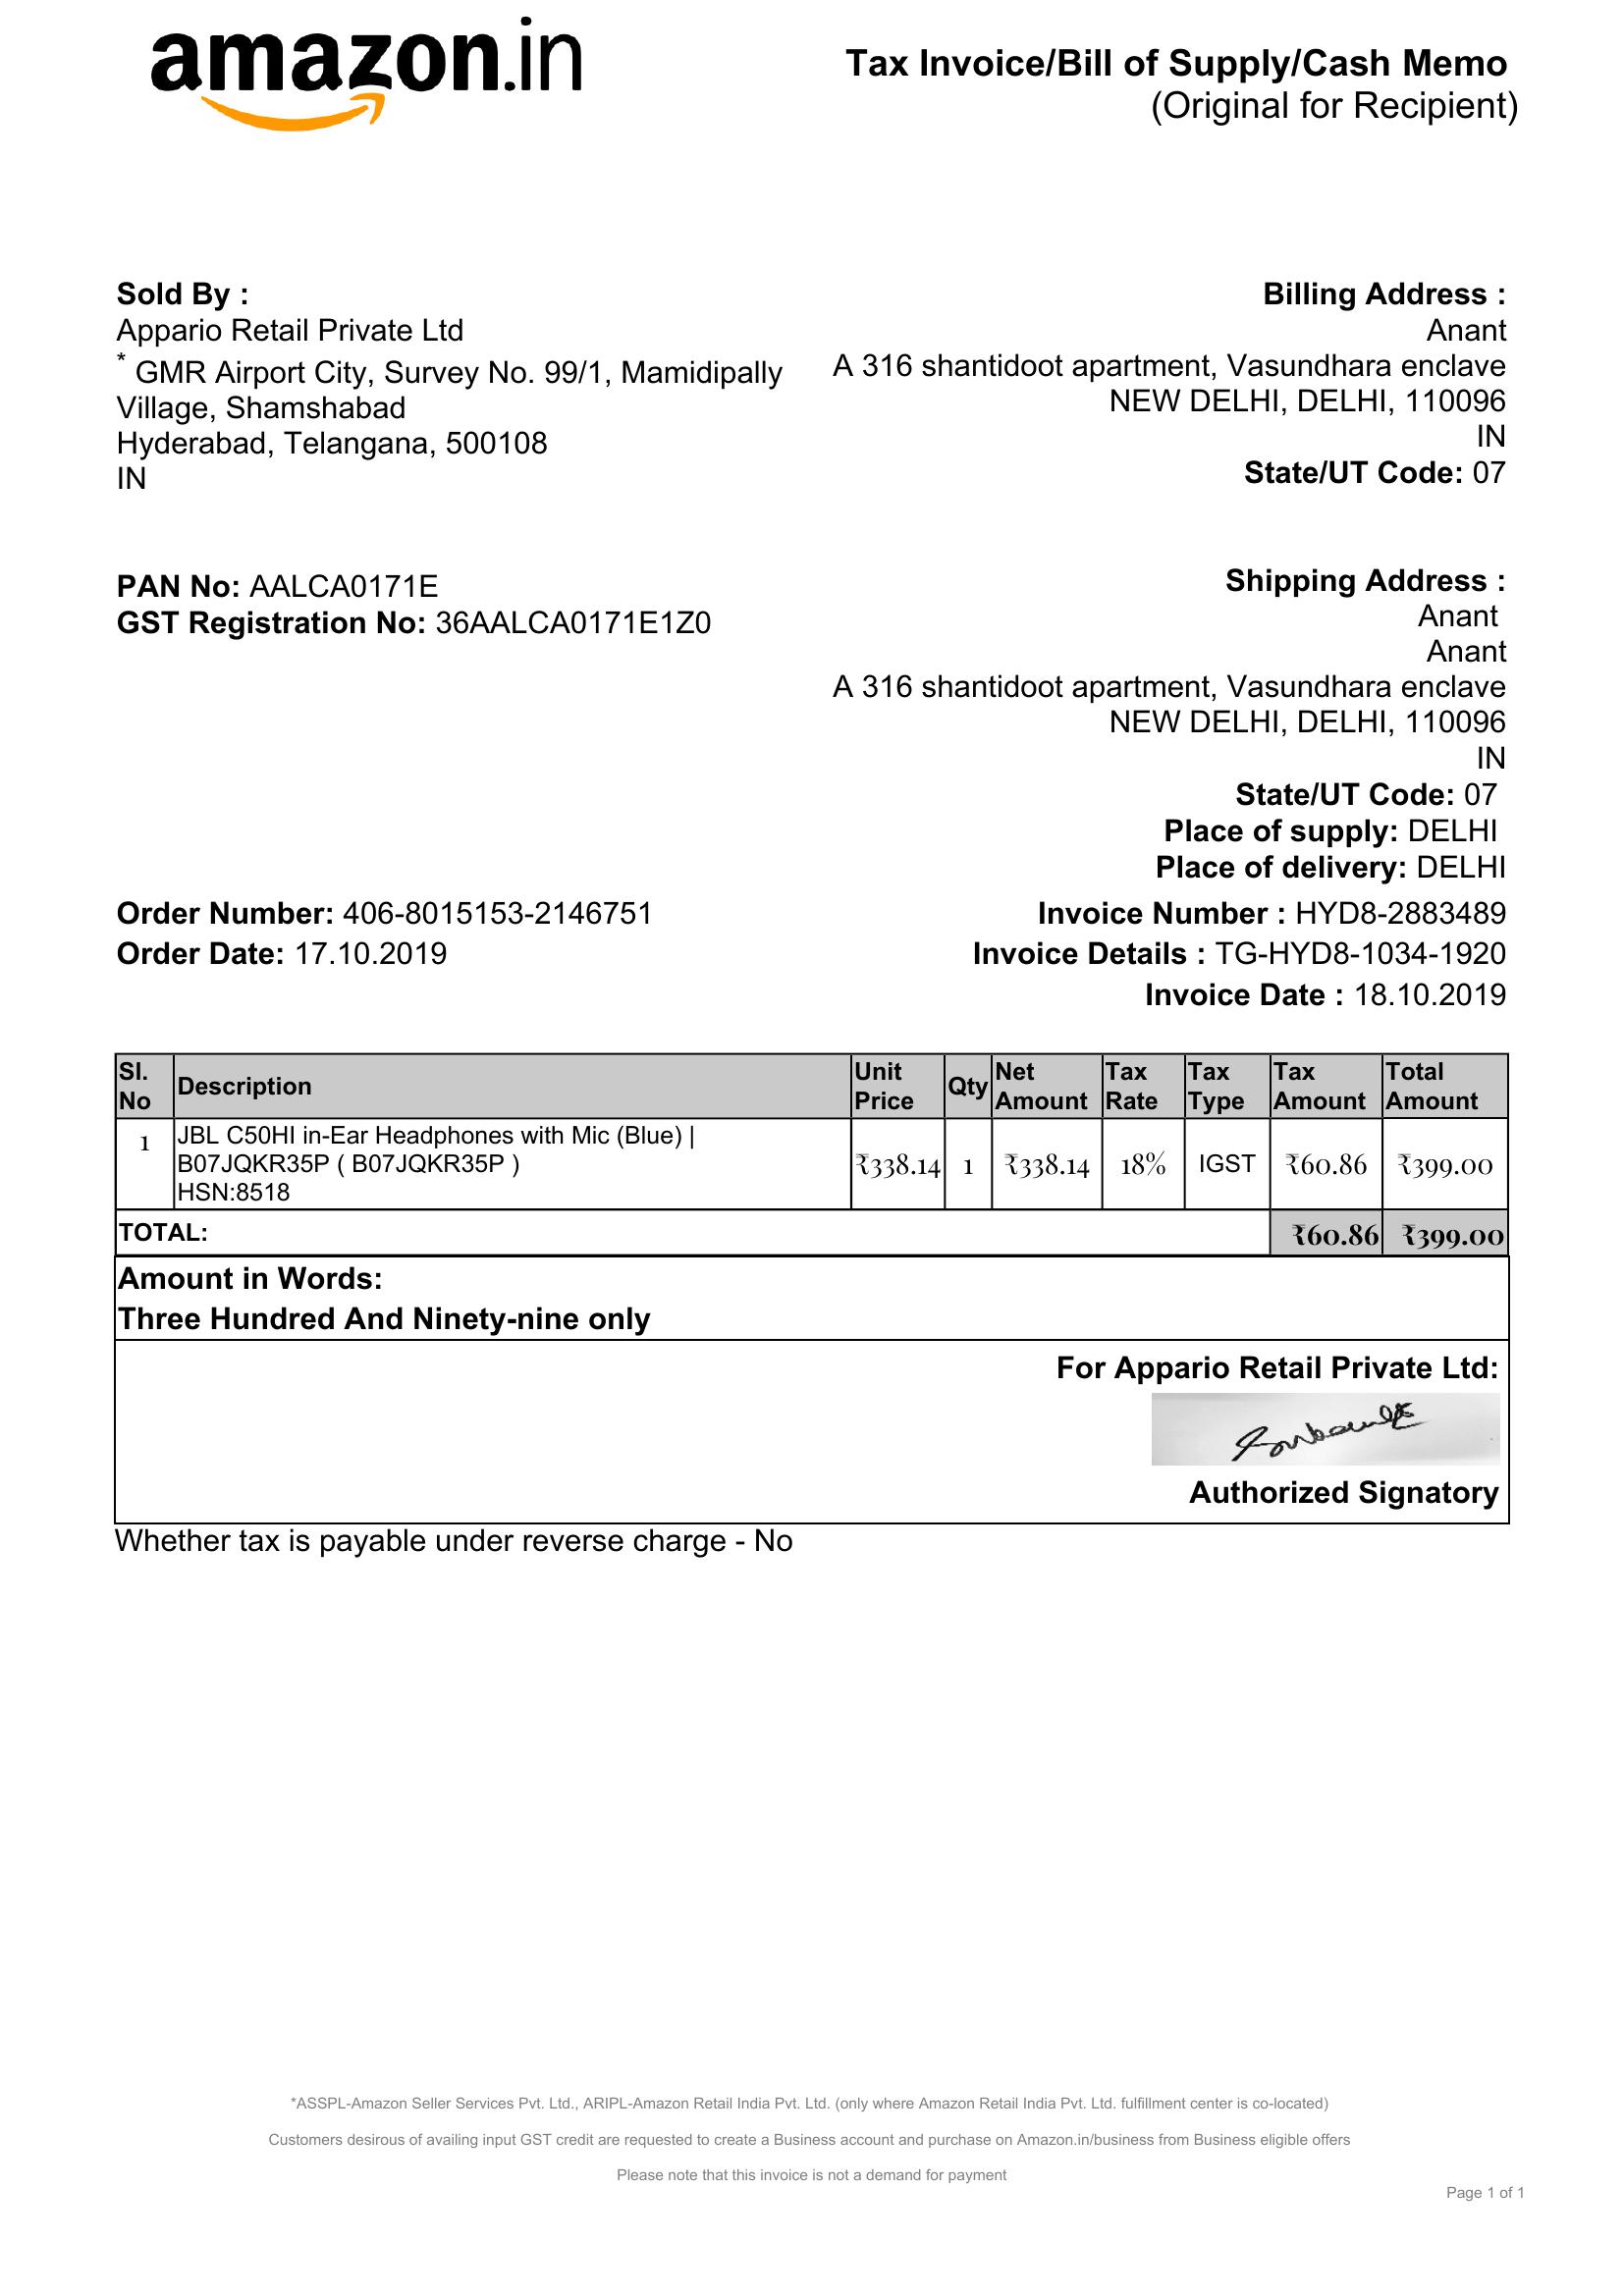 amazon.in
Tax Invoice/Bill of Supply/Cash Memo
(Original for Recipient)
Sold By :
Appario Retail Private Ltd
* GMR Airport City, Survey No. 99/1, Mamidipally
Village, Shamshabad
Hyderabad, Telangana, 500108
IN
Billing Address :
Anant
A 316 shantidoot apartment, Vasundhara enclave
NEW DELHI, DELHI, 110096
IN
State/UT Code: 07
PAN No: AALCA0171E
GST Registration No: 36AALCA0171E1Z0
Shipping Address :
Anant
Anant
A 316 shantidoot apartment, Vasundhara enclave
NEW DELHI, DELHI, 110096
IN
State/UT Code: 07
Place of supply: DELHI
Place of delivery: DELHI
Order Number: 406-8015153-2146751
Order Date: 17.10.2019
Invoice Number : HYD8-2883489
Invoice Details : TG-HYD8-1034-1920
Invoice Date : 18.10.2019
Sl. No Description Unit Price Qty Net Amount Tax Rate Tax Type Tax Amount Total Amount
1 JBL C50HI in-Ear Headphones with Mic (Blue) |
B07JQKR35P ( B07JQKR35P )
HSN:8518
₹338.14 1 ₹338.14 18% IGST ₹60.86 ₹399.00
TOTAL: ₹60.86 ₹399.00
Amount in Words:
Three Hundred And Ninety-nine only
For Appario Retail Private Ltd:
Authorized Signatory
Whether tax is payable under reverse charge - No
*ASSPL-Amazon Seller Services Pvt. Ltd., ARIPL-Amazon Retail India Pvt. Ltd. (only where Amazon Retail India Pvt. Ltd. fulfillment center is co-located)
Customers desirous of availing input GST credit are requested to create a Business account and purchase on Amazon.in/business from Business eligible offers
Please note that this invoice is not a demand for payment
Page 1 of 1